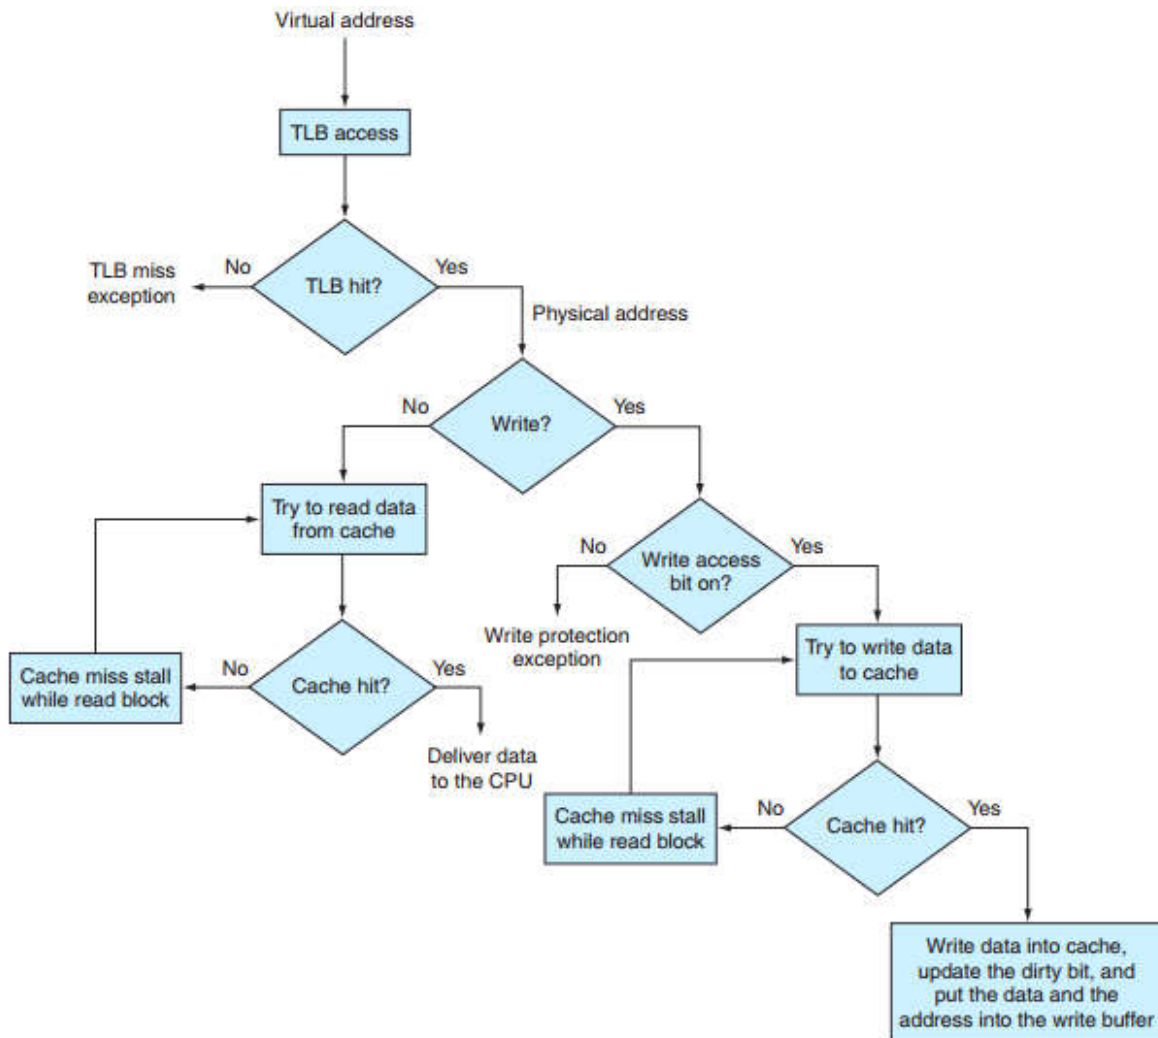 Virtual address
TLB access
TLB hit?
No
Yes
TLB miss
exception
Physical address
Write?
No
Yes
Try to read data
from cache
Write access
bit on?
No
Yes
Write protection
exception
Try to write data
to cache
Cache hit?
No
Yes
Cache miss stall
while read block
Deliver data
to the CPU
Cache hit?
No
Yes
Cache miss stall
while read block
Write data into cache,
update the dirty bit, and
put the data and the
address into the write buffer